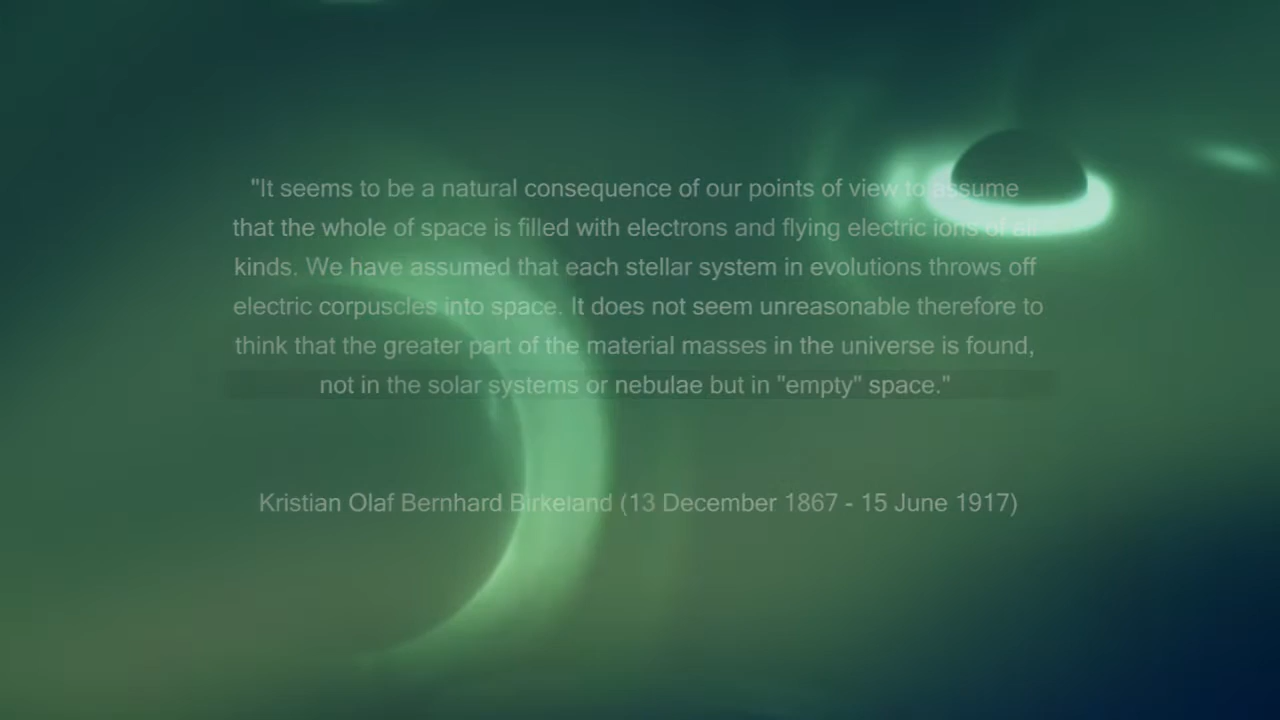 "It seems to be a natural consequence of our points of view to assume
that the whole of space is filled with electrons and flying electric ions of all
kinds. We have assumed that each stellar system in evolutions throws off
electric corpuscles into space. It does not seem unreasonable therefore to
think that the greater part of the material masses in the universe is found,
not in the solar systems or nebulae but in "empty" space."
Kristian Olaf Bernhard Birkeland (13 December 1867 - 15 June 1917)